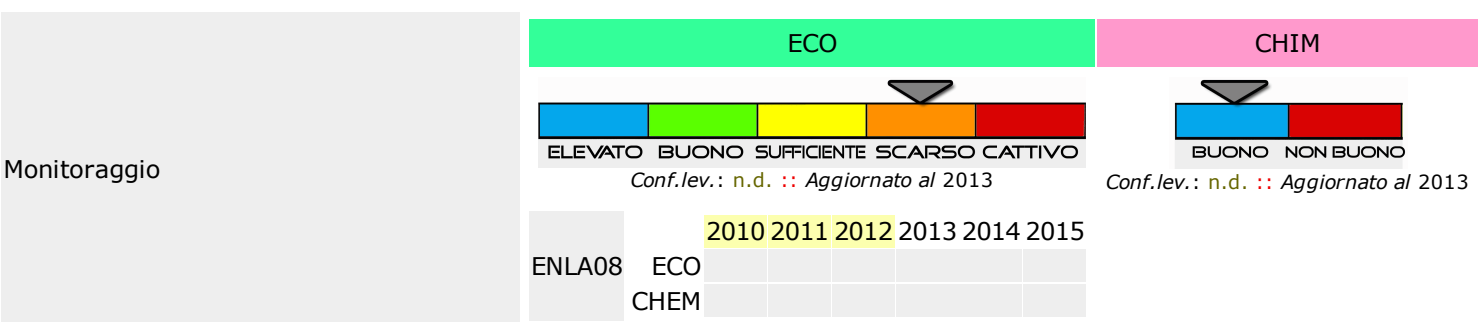 ECO CHIM
Monitoraggio
ELEVATO BUONO SUFFICIENTE SCARSO CATTIVO
BUONO NON BUONO
Conf.lev.: n.d. :: Aggiornato al 2013
Conf.lev.: n.d. :: Aggiornato al 2013
2010 2011 2012 2013 2014 2015
ENLA08 ECO
CHEM